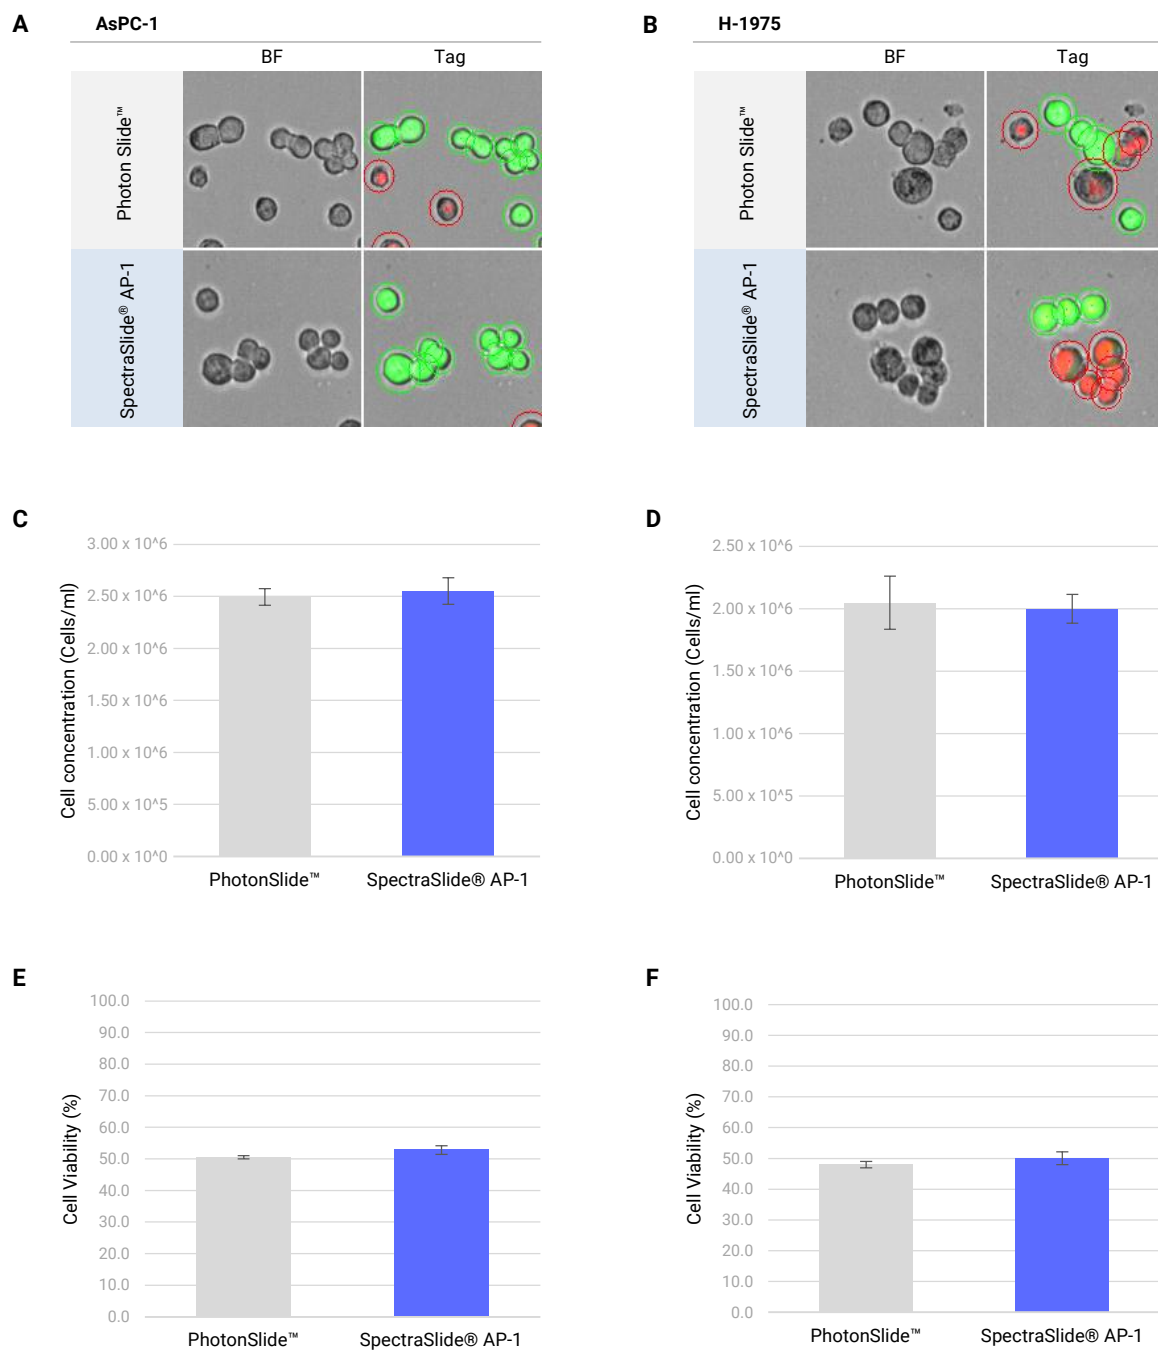 A
AsPC-1
BF
Tag
Photon Slide™
SpectraSlide® AP-1
B
H-1975
BF
Tag
Photon Slide™
SpectraSlide® AP-1
C
Cell concentration (Cells/ml)
3.00 x 10^6
2.50 x 10^6
2.00 x 10^6
1.50 x 10^6
1.00 x 10^6
5.00 x 10^5
0.00 x 10^0
PhotonSlide™
SpectraSlide® AP-1
D
Cell concentration (Cells/ml)
2.50 x 10^6
2.00 x 10^6
1.50 x 10^6
1.00 x 10^6
5.00 x 10^5
0.00 x 10^0
PhotonSlide™
SpectraSlide® AP-1
E
Cell Viability (%)
100.0
90.0
80.0
70.0
60.0
50.0
40.0
30.0
20.0
10.0
0.0
PhotonSlide™
SpectraSlide® AP-1
F
Cell Viability (%)
100.0
90.0
80.0
70.0
60.0
50.0
40.0
30.0
20.0
10.0
0.0
PhotonSlide™
SpectraSlide® AP-1